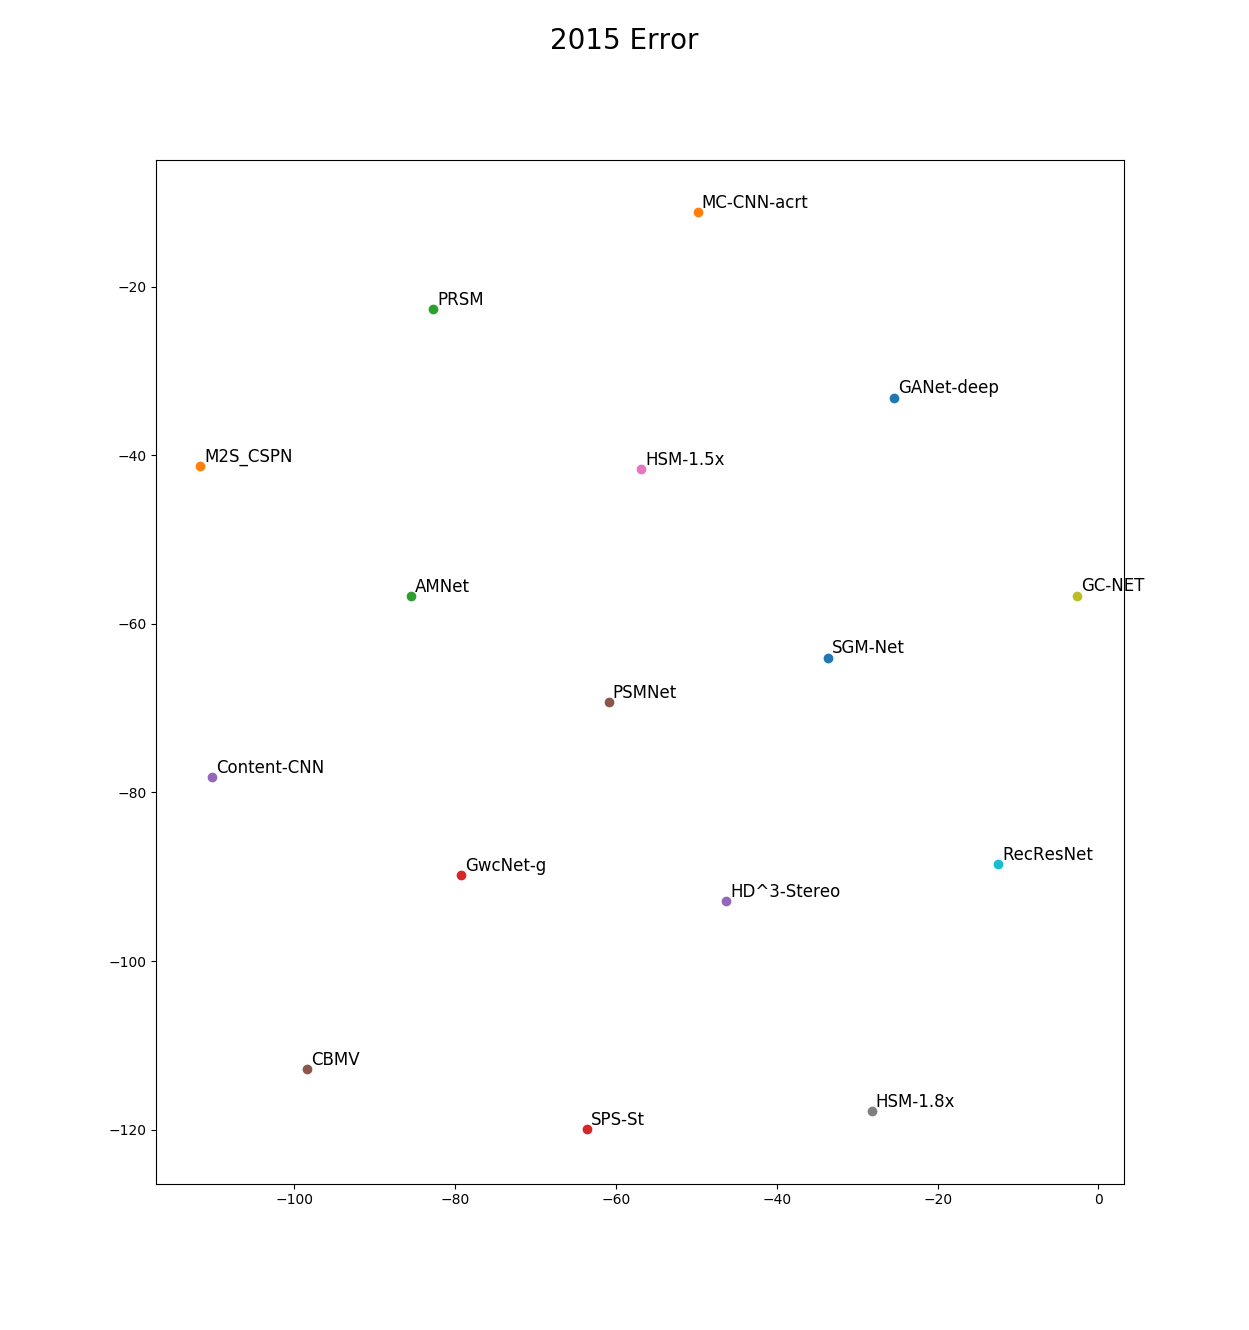 2015 Error
MC-CNN-acrt
−20
PRSM
GANet-deep
−40
M2S_CSPN
HSM-1.5x
AMNet
GC-NET
−60
SGM-Net
PSMNet
Content-CNN
−80
RecResNet
GwcNet-g
HD^3-Stereo
−100
CBMV
HSM-1.8x
SPS-St
−120
−100 −80 −60 −40 −20 0